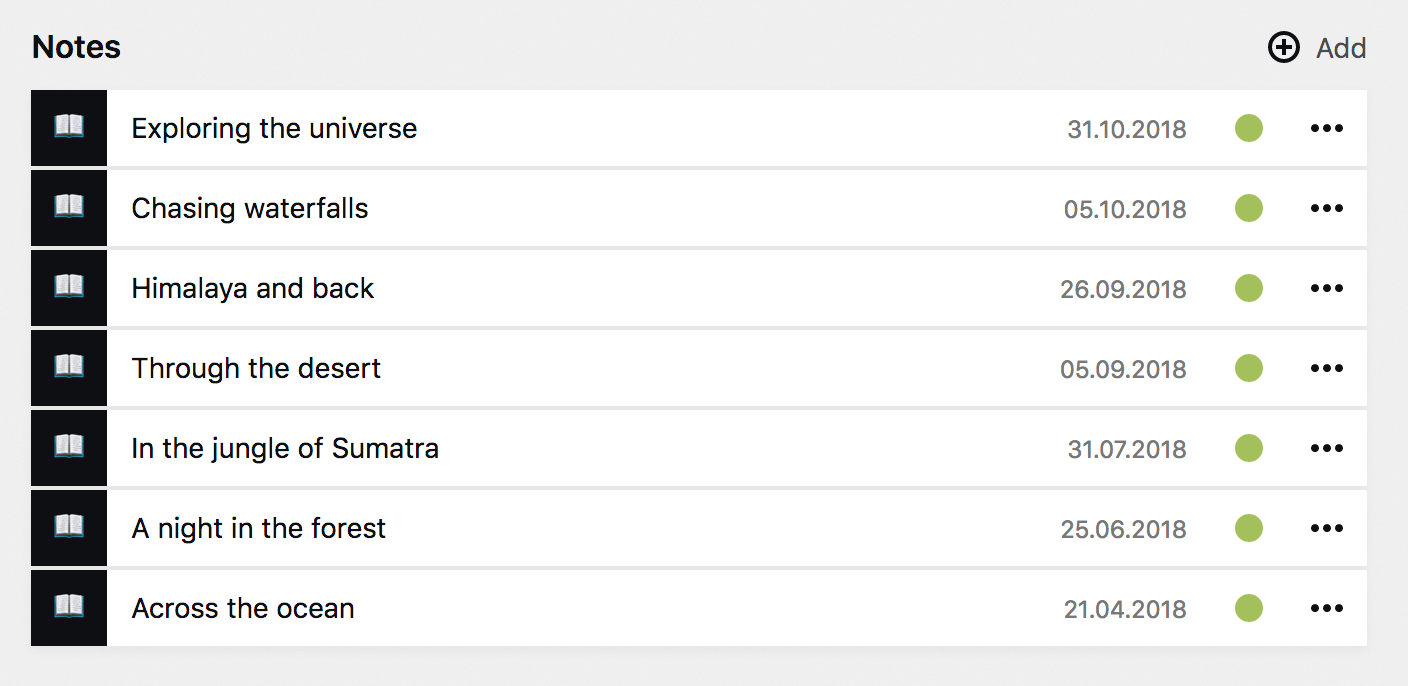 Notes
Add
Exploring the universe 31.10.2018
Chasing waterfalls 05.10.2018
Himalaya and back 26.09.2018
Through the desert 05.09.2018
In the jungle of Sumatra 31.07.2018
A night in the forest 25.06.2018
Across the ocean 21.04.2018